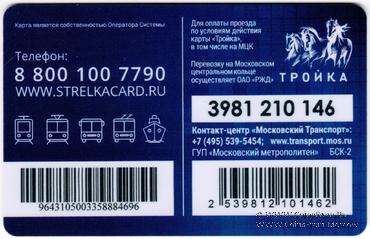 Карта является собственностью Оператора Системы
Телефон:
8 800 100 7790
WWW.STRELKACARD.RU
9643105003358884696
Для оплаты проезда
по условиям действия
карты "Тройка",
в том числе на МЦК
Перевозку на Московском
центральном кольце
осуществляет ОАО «РЖД»
ТРОЙКА
3981 210 146
Контакт-центр «Московский Транспорт»:
+7 (495) 539-5454; www.transport.mos.ru
ГУП «Московский метрополитен» БСК-2
2 539812 101462